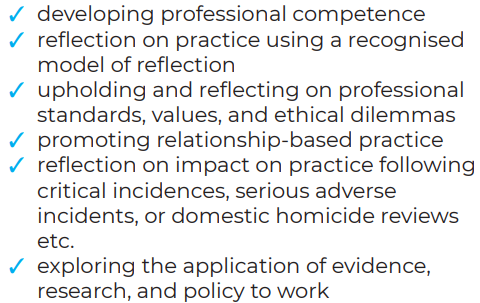 ✓ developing professional competence
✓ reflection on practice using a recognised
model of reflection
✓ upholding and reflecting on professional
standards, values, and ethical dilemmas
✓ promoting relationship-based practice
✓ reflection on impact on practice following
critical incidences, serious adverse
incidents, or domestic homicide reviews
etc.
✓ exploring the application of evidence,
research, and policy to work